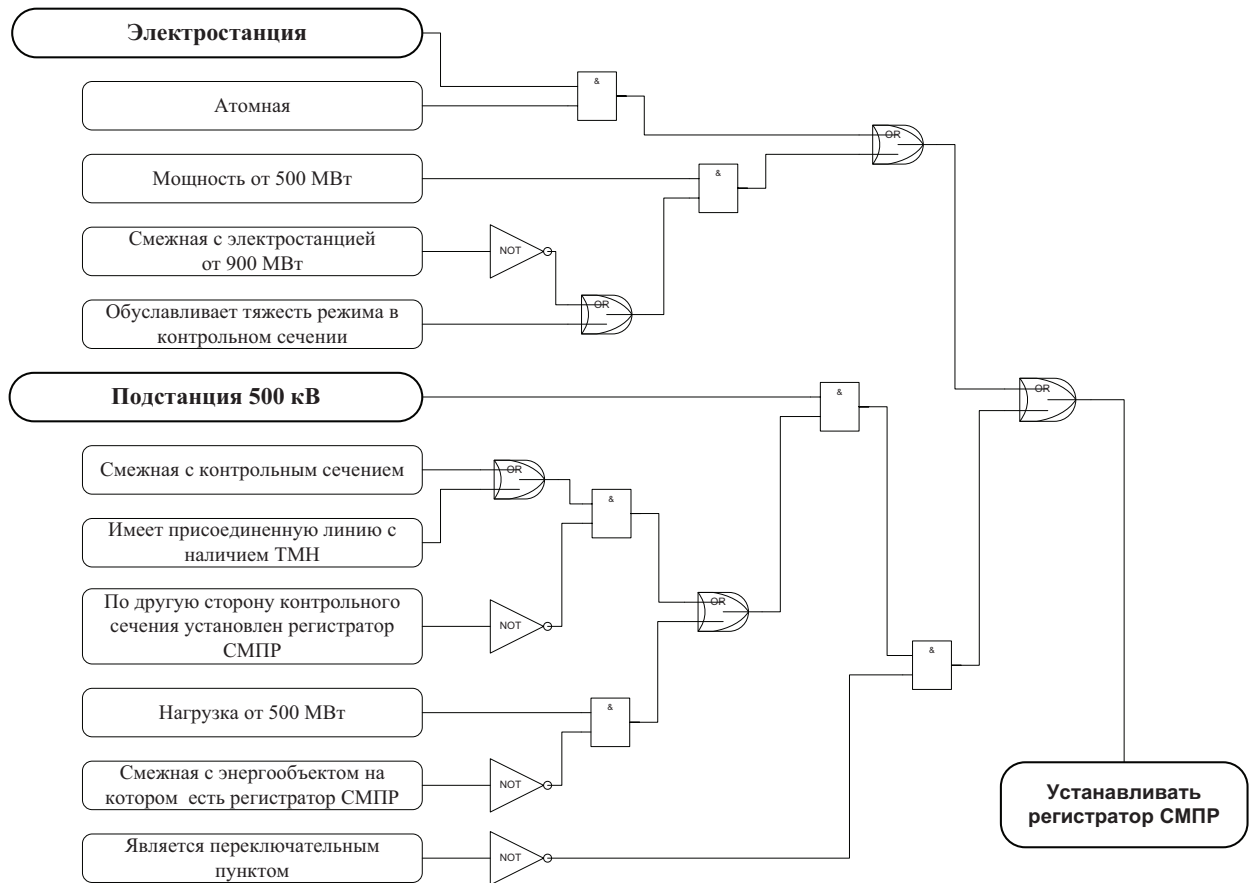 Электростанция
&
Атомная
OR
Мощность от 500 МВт
&
Смежная с электростанцией
от 900 МВт
NOT
Обуславливает тяжесть режима в
контрольном сечении
OR
Подстанция 500 кВ
&
OR
Смежная с контрольным сечением
OR
&
Имеет присоединенную линию с
наличием ТМН
По другую сторону контрольного
сечения установлен регистратор
СМПР
NOT
OR
&
Нагрузка от 500 МВт
&
Смежная с энергообъектом на
котором есть регистратор СМПР
NOT
Устанавливать
регистратор СМПР
Является переключательным
пунктом
NOT